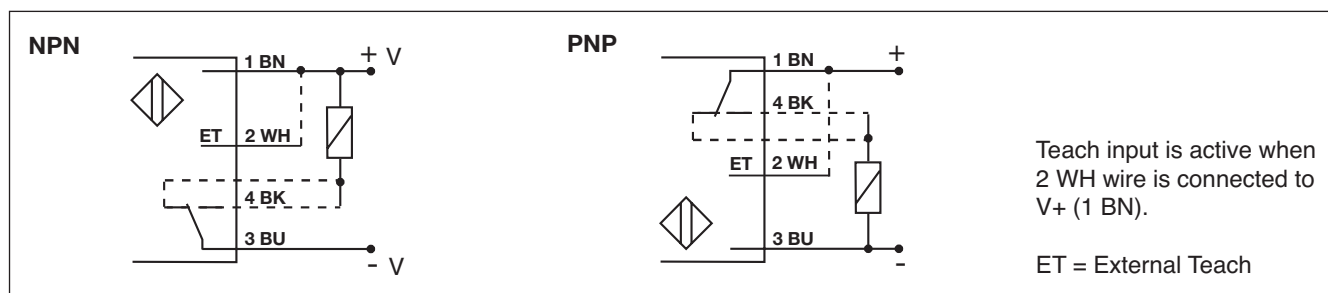 NPN
1 BN
+ V
ET
2 WH
4 BK
3 BU
- V
PNP
1 BN
+
4 BK
ET
2 WH
3 BU
-
Teach input is active when
2 WH wire is connected to
V+ (1 BN).
ET = External Teach